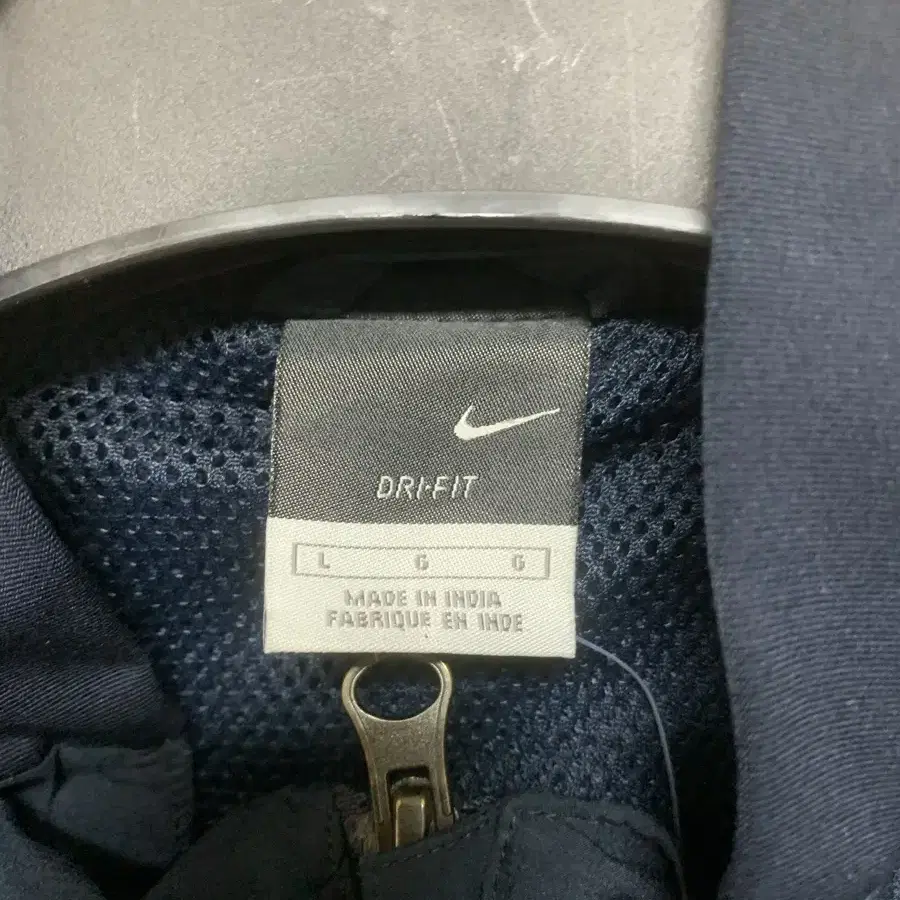 DRI-FIT
L G G
MADE IN INDIA
FABRIQUE EN INDE